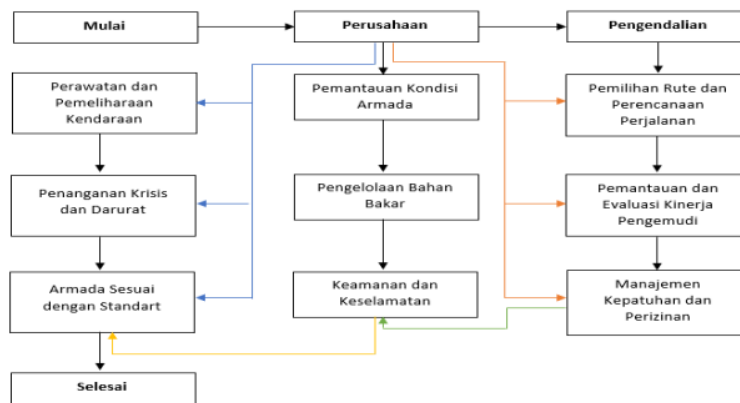 Mulai
Perusahaan
Pengendalian
Perawatan dan
Pemeliharaan
Kendaraan
Pemantauan Kondisi
Armada
Pemilihan Rute dan
Perencanaan
Perjalanan
Penanganan Krisis
dan Darurat
Pengelolaan Bahan
Bakar
Pemantauan dan
Evaluasi Kinerja
Pengemudi
Armada Sesuai
dengan Standart
Keamanan dan
Keselamatan
Manajemen
Kepatuhan dan
Perizinan
Selesai